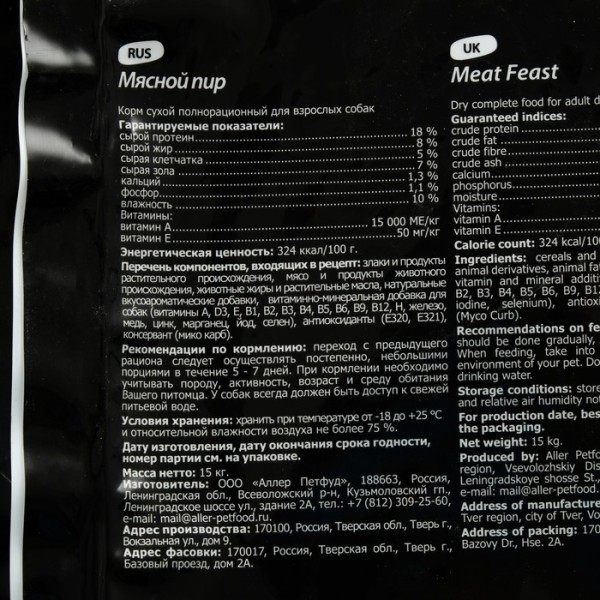 RUS
Мясной пир
Корм сухой полнорационный для взрослых собак
Гарантируемые показатели:
сырой протеин 18 %
сырой жир 8 %
сырая клетчатка 5 %
сырая зола 7 %
кальций 1,3 %
фосфор 1,1 %
влажность 10 %
Витамины:
витамин А 15 000 МЕ/кг
витамин Е 50 мг/кг
Энергетическая ценность: 324 ккал/100 г.
Перечень компонентов, входящих в рецепт: злаки и продукты
растительного происхождения, мясо и продукты животного
происхождения, животные жиры и растительные масла, натуральные
вкусоароматические добавки, витаминно-минеральная добавка для
собак (витамины A, D3, E, B1, B2, B3, B4, B5, B6, B9, B12, H, железо,
медь, цинк, марганец, йод, селен), антиоксиданты (Е320, Е321),
консервант (мико карб).
Рекомендации по кормлению: переход с предыдущего
рациона следует осуществлять постепенно, небольшими
порциями в течение 5 - 7 дней. При кормлении необходимо
учитывать породу, активность, возраст и среду обитания
Вашего питомца. У собак всегда должен быть доступ к свежей
питьевой воде.
Условия хранения: хранить при температуре от -18 до +25 °C
и относительной влажности воздуха не более 75 %.
Дату изготовления, дату окончания срока годности,
номер партии см. на упаковке.
Масса нетто: 15 кг.
Изготовитель: ООО «Аллер Петфуд», 188663, Россия,
Ленинградская обл., Всеволожский р-н, Кузьмоловский гп.,
Ленинградское шоссе ул., здание 2А, тел.: +7 (812) 309-25-60,
e-mail: mail@aller-petfood.ru.
Адрес производства: 170100, Россия, Тверская обл., Тверь г.,
Вокзальная ул., дом 9.
Адрес фасовки: 170017, Россия, Тверская обл., Тверь г.,
Базовый проезд, дом 2А.
UK
Meat Feast
Dry complete food for adult d
Guaranteed indices:
crude protein
crude fat
crude fibre
crude ash
calcium
phosphorus
moisture
Vitamins:
vitamin A
vitamin E
Calorie count: 324 kcal/100
Ingredients: cereals and
animal derivatives, animal fa
vitamin and mineral additi
B2, B3, B4, B5, B6, B9, B12
iodine, selenium), antioxi
(Myco Curb).
Recommendations on fe
should be done gradually,
When feeding, take into
environment of your pet. Do
drinking water.
Storage conditions: store
and relative air humidity not
For production date, bes
the packaging.
Net weight: 15 kg.
Produced by: Aller Petfo
region, Vsevolozhskiy Dis
Leningradskoye shosse St.,
e-mail: mail@aller-petfood.
Address of manufacture
Tver region, city of Tver, Vo
Address of packing: 170
Bazovy Dr., Hse. 2A.